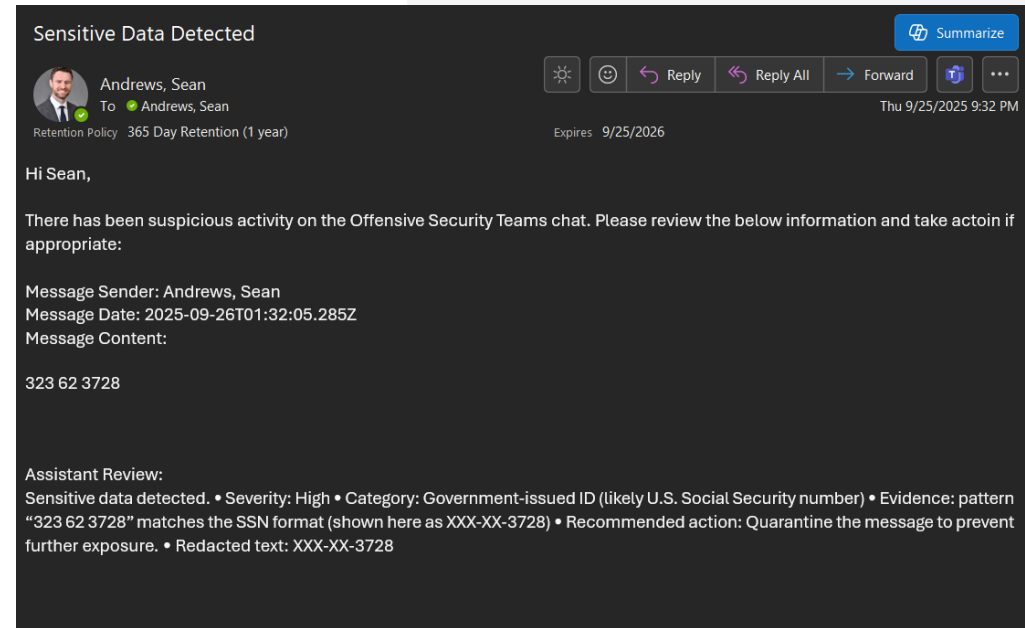 Sensitive Data Detected
Summarize
Andrews, Sean
Reply
Reply All
Forward
To Andrews, Sean
Thu 9/25/2025 9:32 PM
Retention Policy 365 Day Retention (1 year)
Expires 9/25/2026
Hi Sean,
There has been suspicious activity on the Offensive Security Teams chat. Please review the below information and take actoin if
appropriate:
Message Sender: Andrews, Sean
Message Date: 2025-09-26T01:32:05.285Z
Message Content:
323 62 3728
Assistant Review:
Sensitive data detected. • Severity: High • Category: Government-issued ID (likely U.S. Social Security number) • Evidence: pattern
“323 62 3728” matches the SSN format (shown here as XXX-XX-3728) • Recommended action: Quarantine the message to prevent
further exposure. • Redacted text: XXX-XX-3728